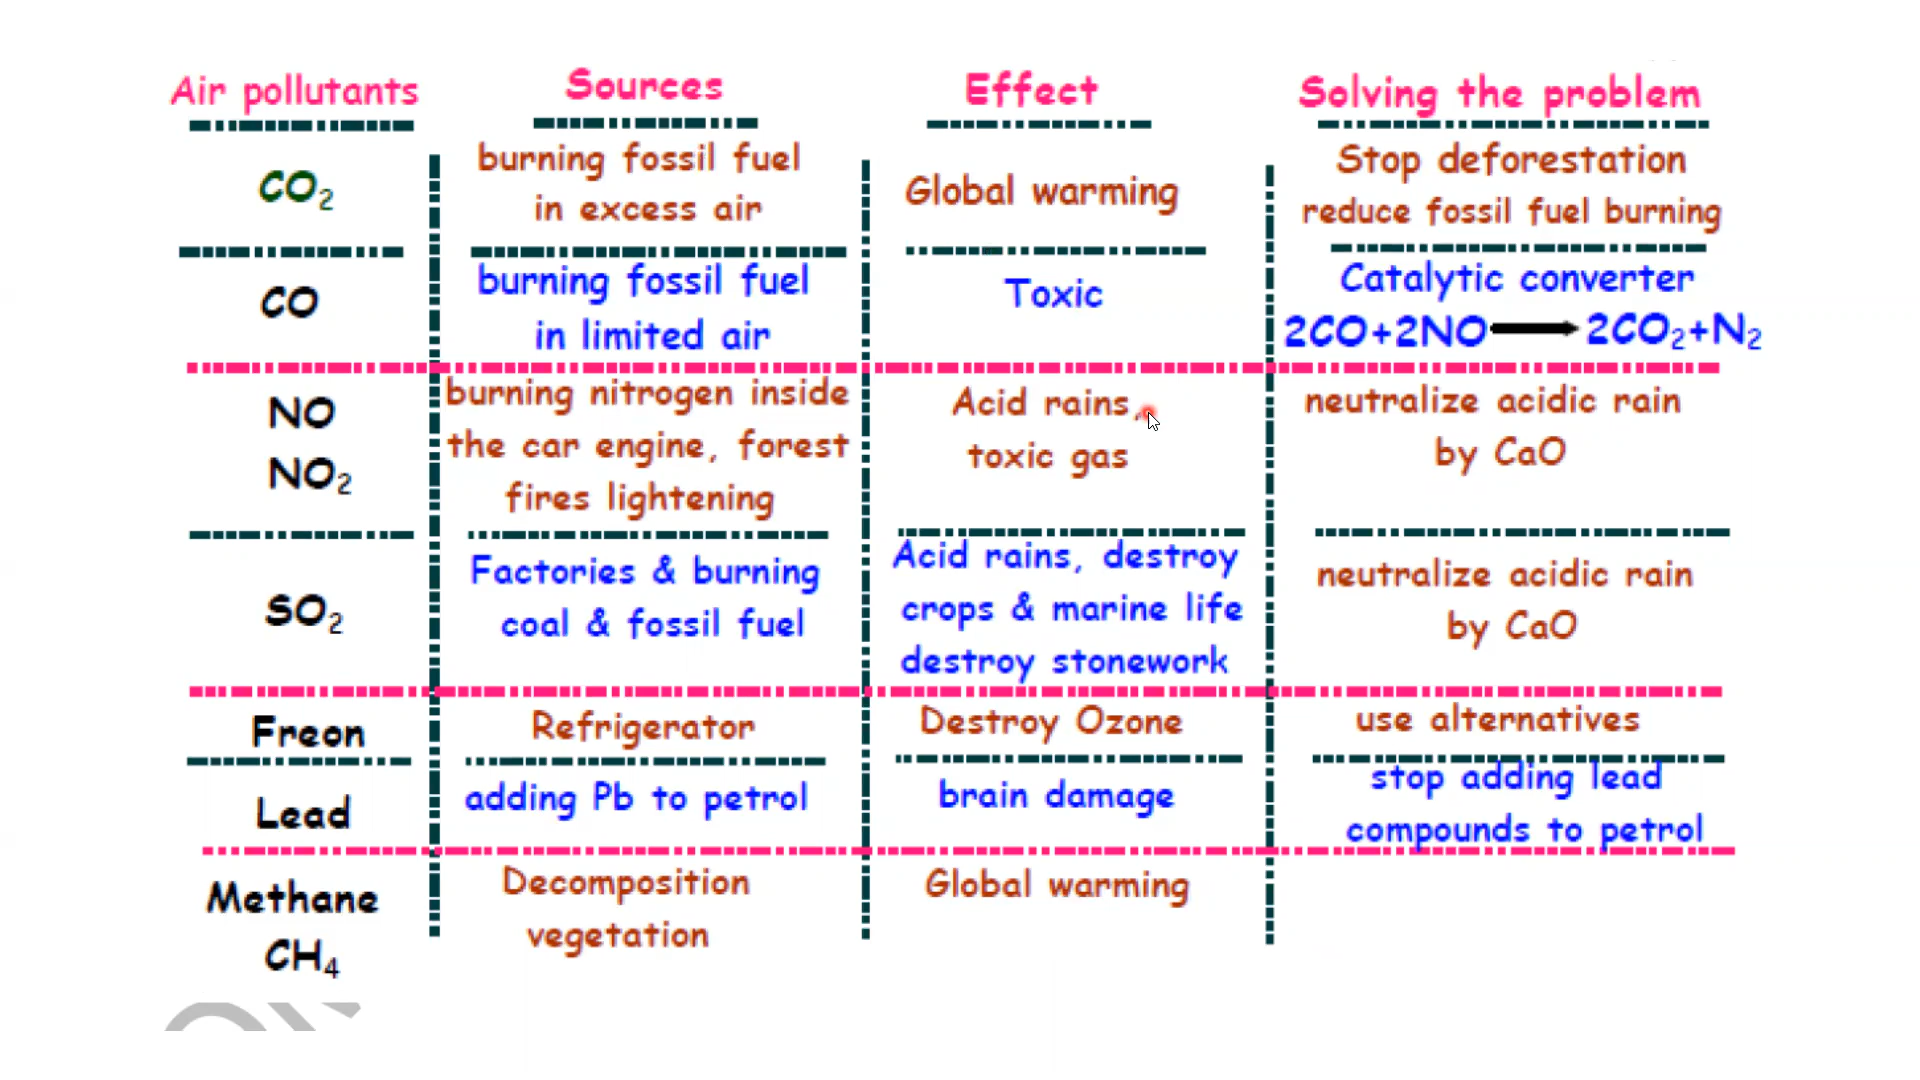 Air pollutants Sources Effect Solving the problem
CO₂
burning fossil fuel
in excess air
Global warming
Stop deforestation
reduce fossil fuel burning
CO
burning fossil fuel
in limited air
Toxic
Catalytic converter
2CO+2NO → 2CO₂+N₂
NO
NO₂
burning nitrogen inside
the car engine, forest
fires lightening
Acid rains,
toxic gas
neutralize acidic rain
by CaO
SO₂
Factories & burning
coal & fossil fuel
Acid rains, destroy
crops & marine life
destroy stonework
neutralize acidic rain
by CaO
Freon
Refrigerator
Destroy Ozone
use alternatives
Lead
adding Pb to petrol
brain damage
stop adding lead
compounds to petrol
Methane
CH₄
Decomposition
vegetation
Global warming